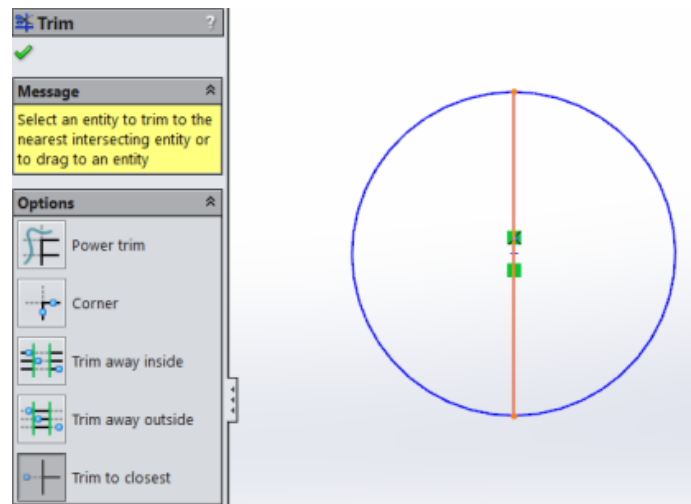 Trim ?
Message
Select an entity to trim to the
nearest intersecting entity or
to drag to an entity
Options
Power trim
Corner
Trim away inside
Trim away outside
Trim to closest